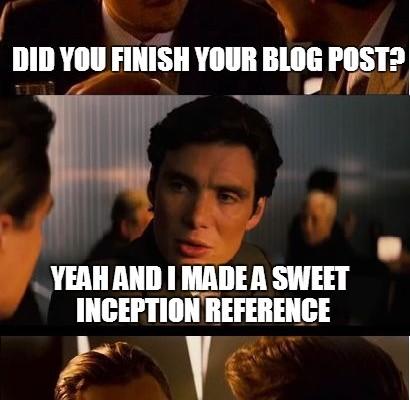 DID YOU FINISH YOUR BLOG POST?
YEAH AND I MADE A SWEET
INCEPTION REFERENCE